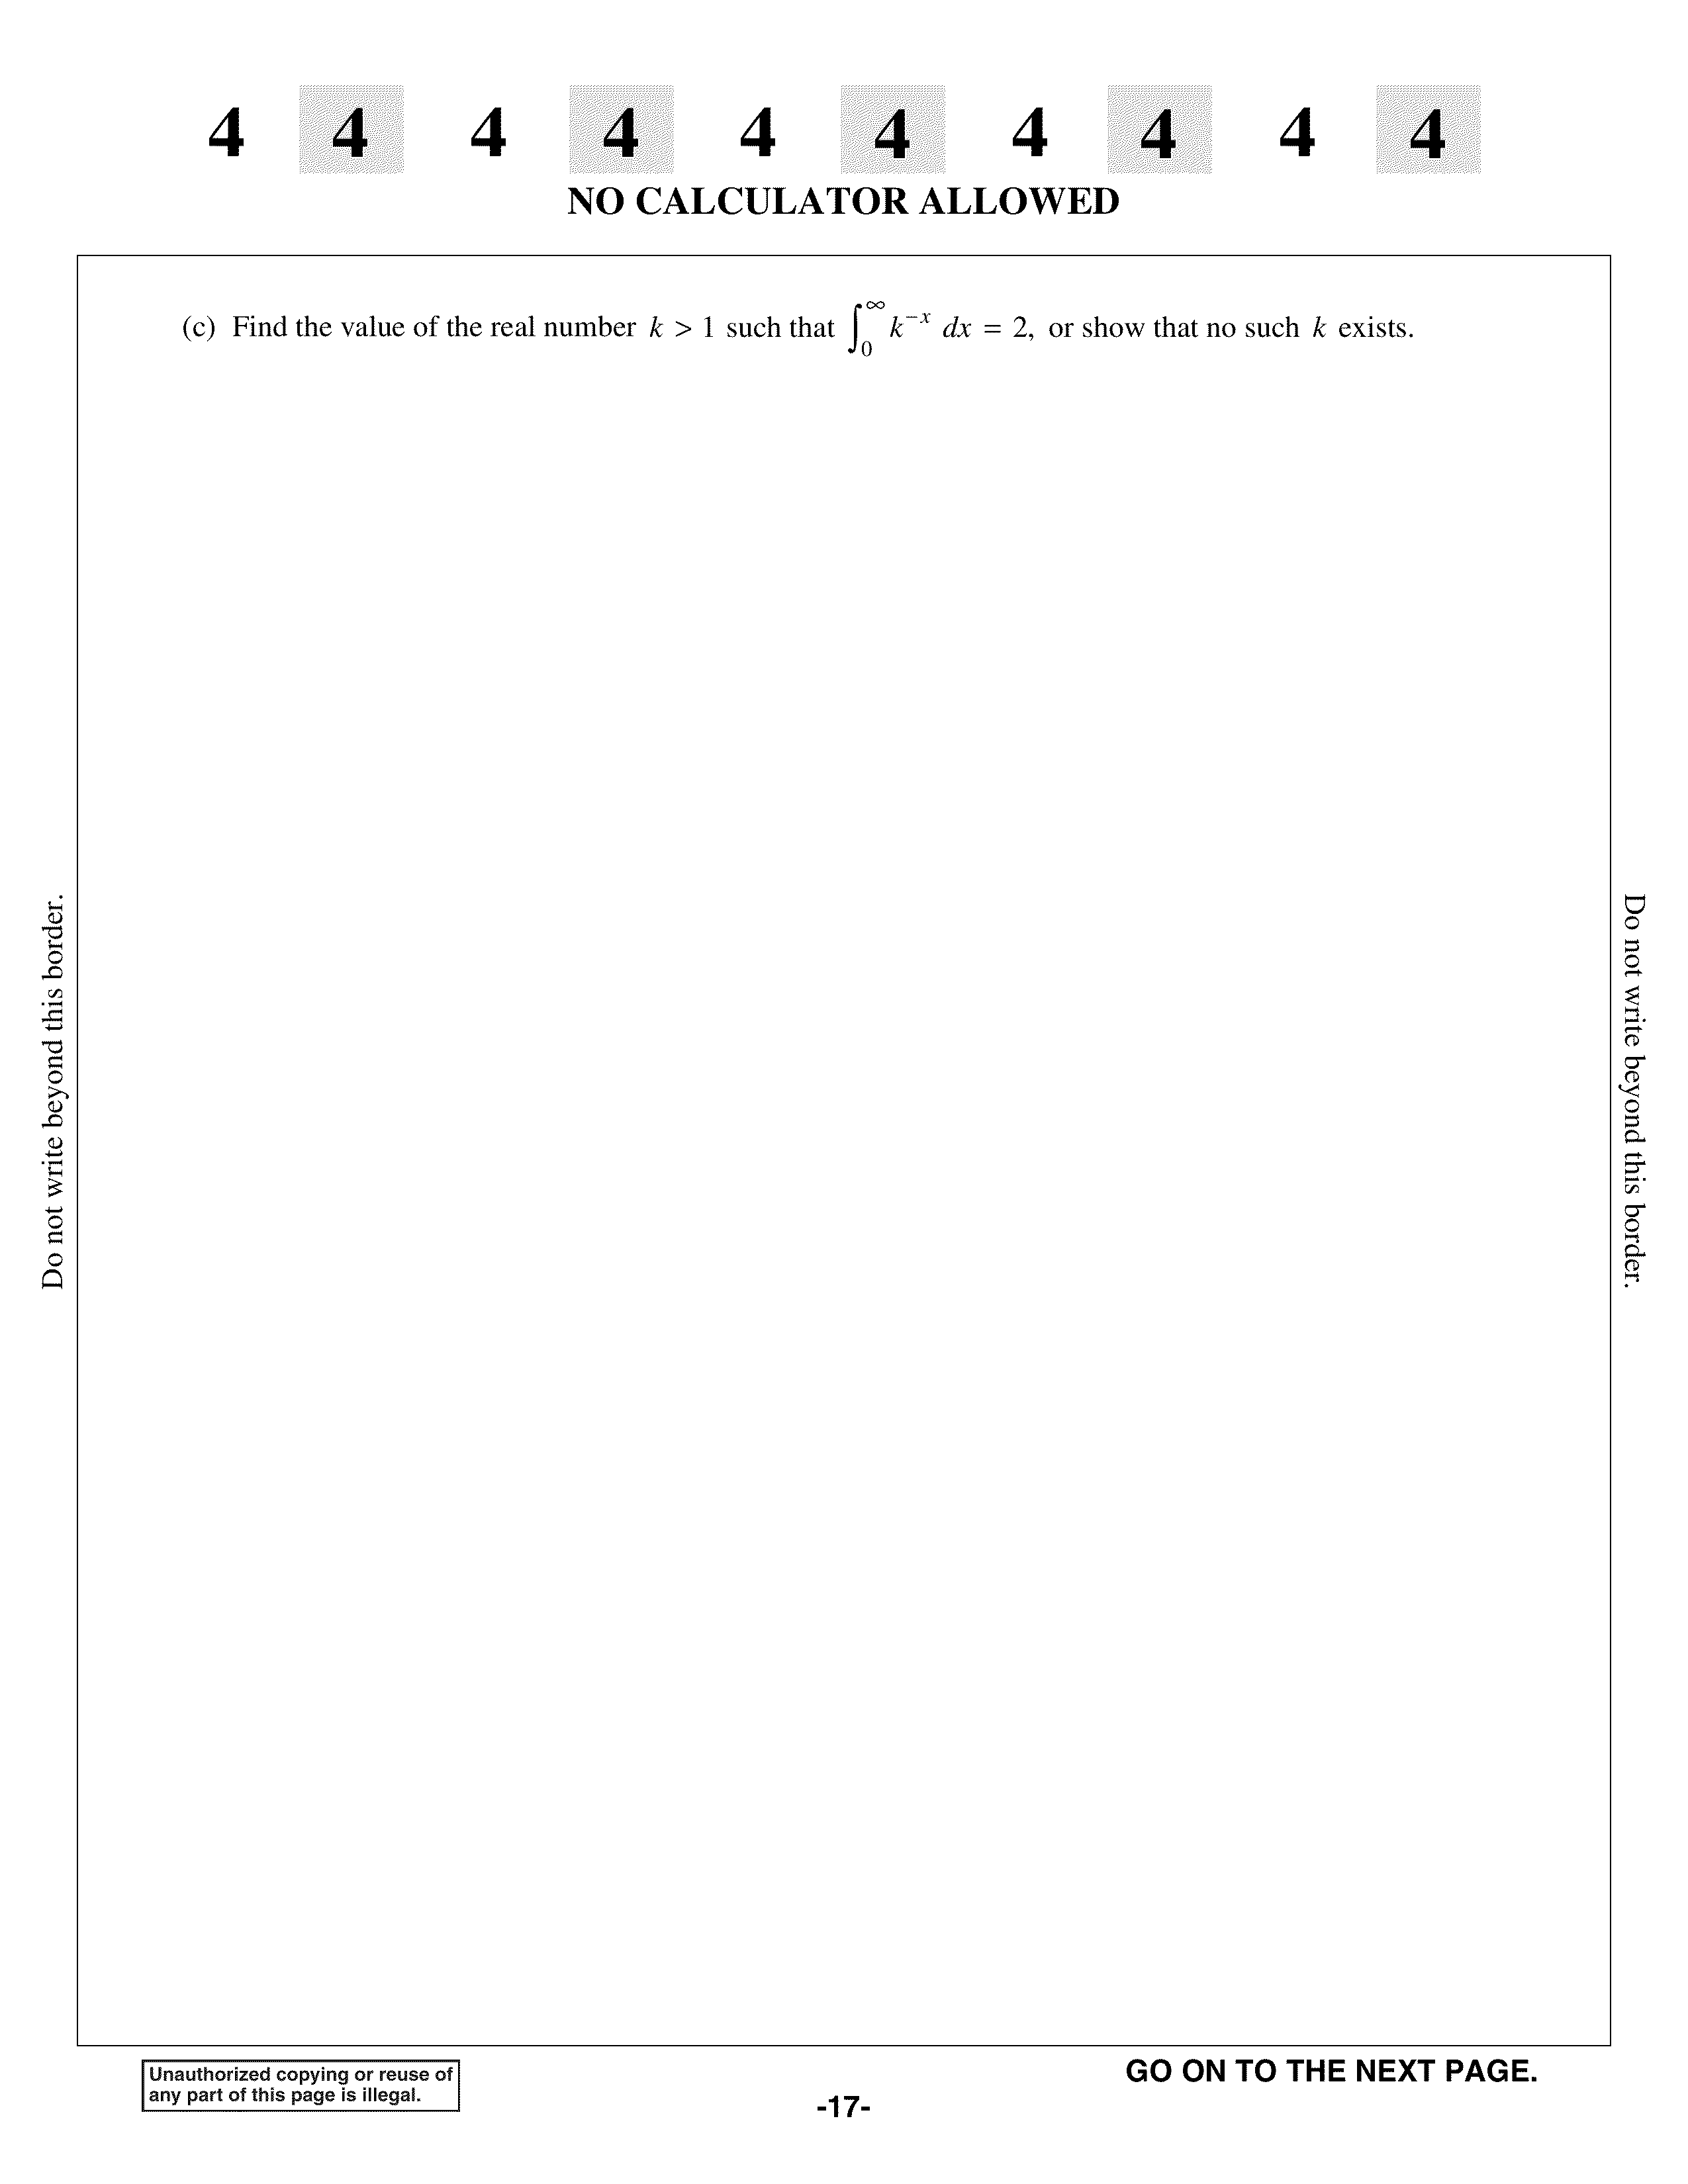 4 4 4 4 4 4 4 4 4 4
NO CALCULATOR ALLOWED
(c) Find the value of the real number k > 1 such that ∫₀^∞ k⁻ˣ dx = 2, or show that no such k exists.
Do not write beyond this border.
Do not write beyond this border.
Unauthorized copying or reuse of
any part of this page is illegal.
GO ON TO THE NEXT PAGE.
-17-